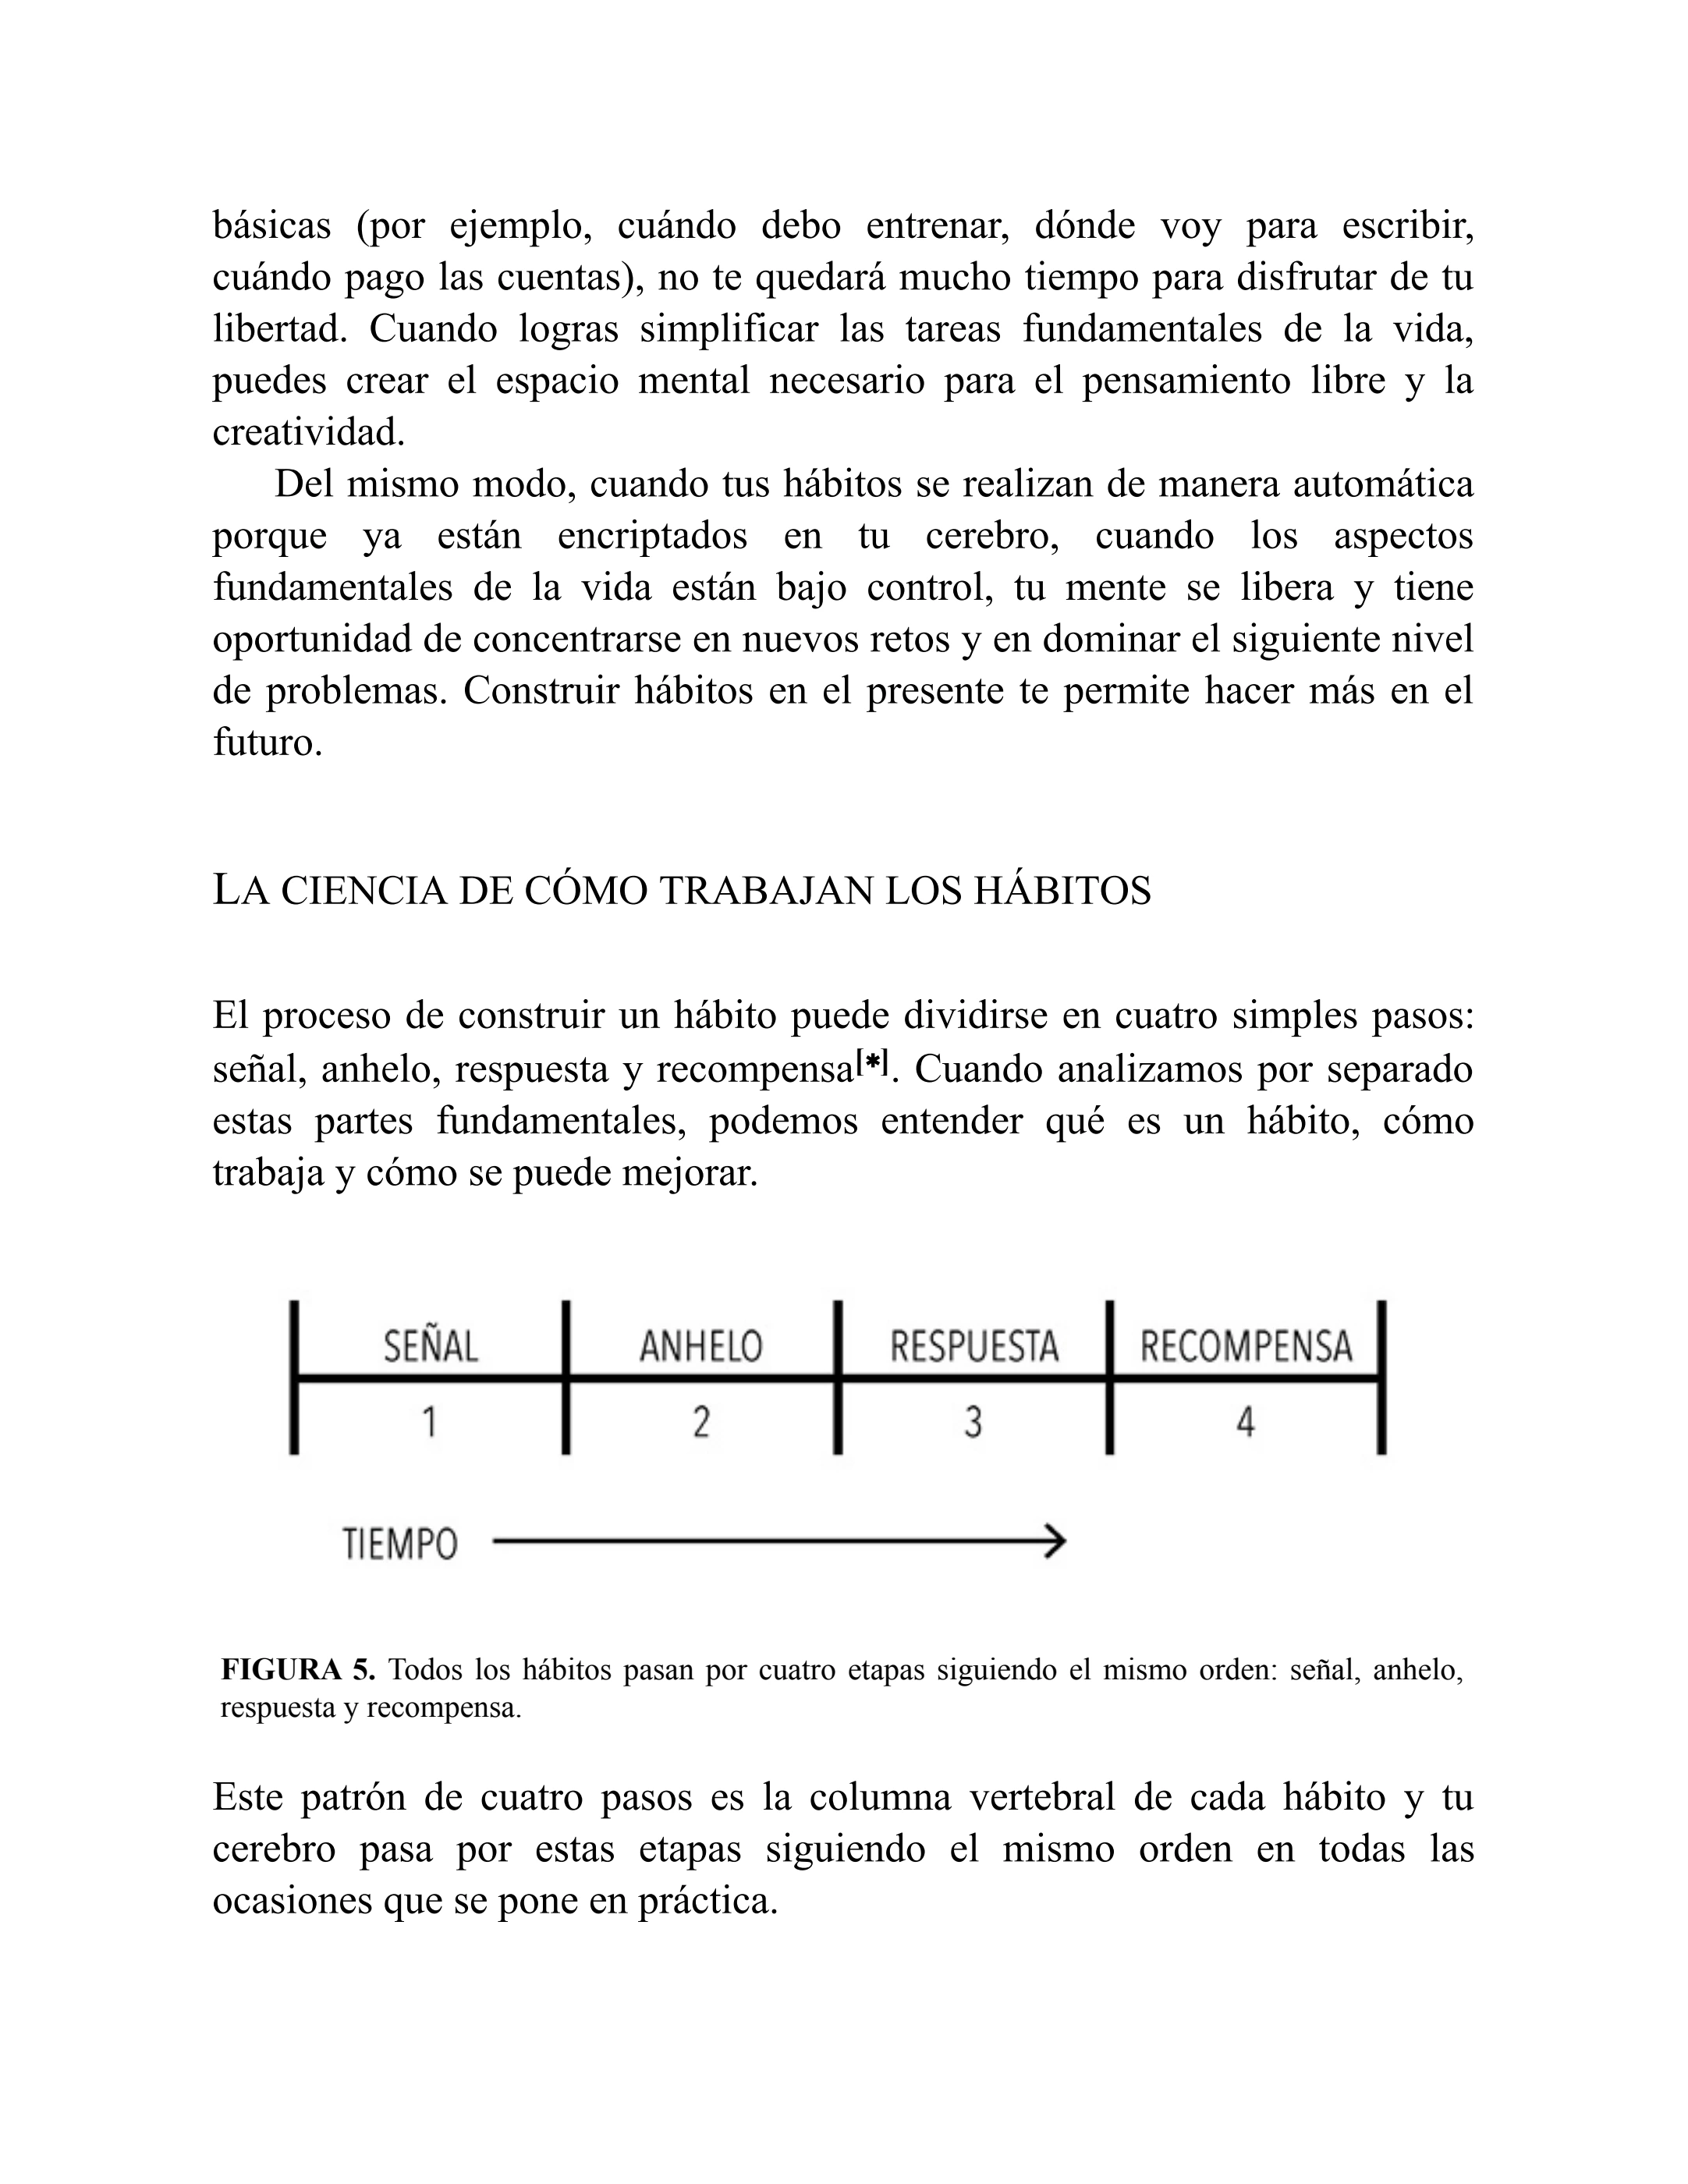 básicas (por ejemplo, cuándo debo entrenar, dónde voy para escribir,
cuándo pago las cuentas), no te quedará mucho tiempo para disfrutar de tu
libertad. Cuando logras simplificar las tareas fundamentales de la vida,
puedes crear el espacio mental necesario para el pensamiento libre y la
creatividad.
Del mismo modo, cuando tus hábitos se realizan de manera automática
porque ya están encriptados en tu cerebro, cuando los aspectos
fundamentales de la vida están bajo control, tu mente se libera y tiene
oportunidad de concentrarse en nuevos retos y en dominar el siguiente nivel
de problemas. Construir hábitos en el presente te permite hacer más en el
futuro.
LA CIENCIA DE CÓMO TRABAJAN LOS HÁBITOS
El proceso de construir un hábito puede dividirse en cuatro simples pasos:
señal, anhelo, respuesta y recompensa[*]. Cuando analizamos por separado
estas partes fundamentales, podemos entender qué es un hábito, cómo
trabaja y cómo se puede mejorar.
SEÑAL ANHELO RESPUESTA RECOMPENSA
1 2 3 4
TIEMPO
FIGURA 5. Todos los hábitos pasan por cuatro etapas siguiendo el mismo orden: señal, anhelo,
respuesta y recompensa.
Este patrón de cuatro pasos es la columna vertebral de cada hábito y tu
cerebro pasa por estas etapas siguiendo el mismo orden en todas las
ocasiones que se pone en práctica.